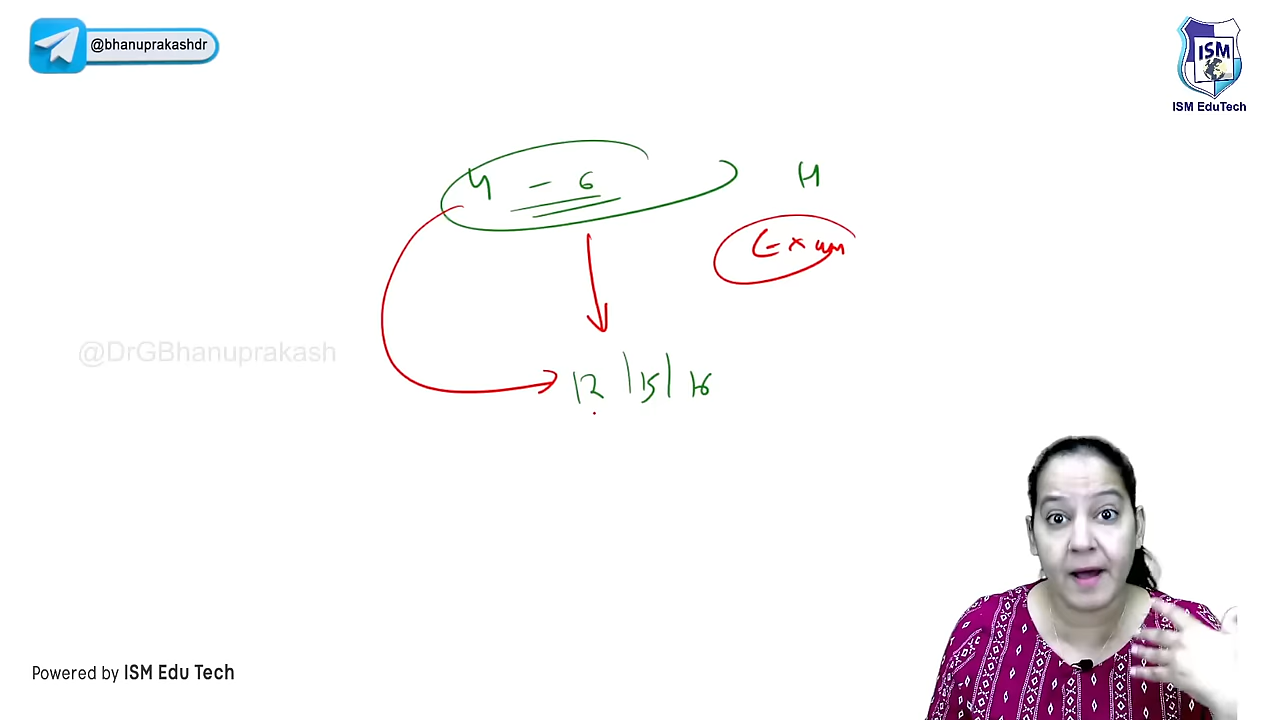 @bhanuprakashdr
ISM
ISM EduTech
4 - 6 H
Exam
@DrGBhanuprakash
12 | 15 | 16
Powered by ISM Edu Tech